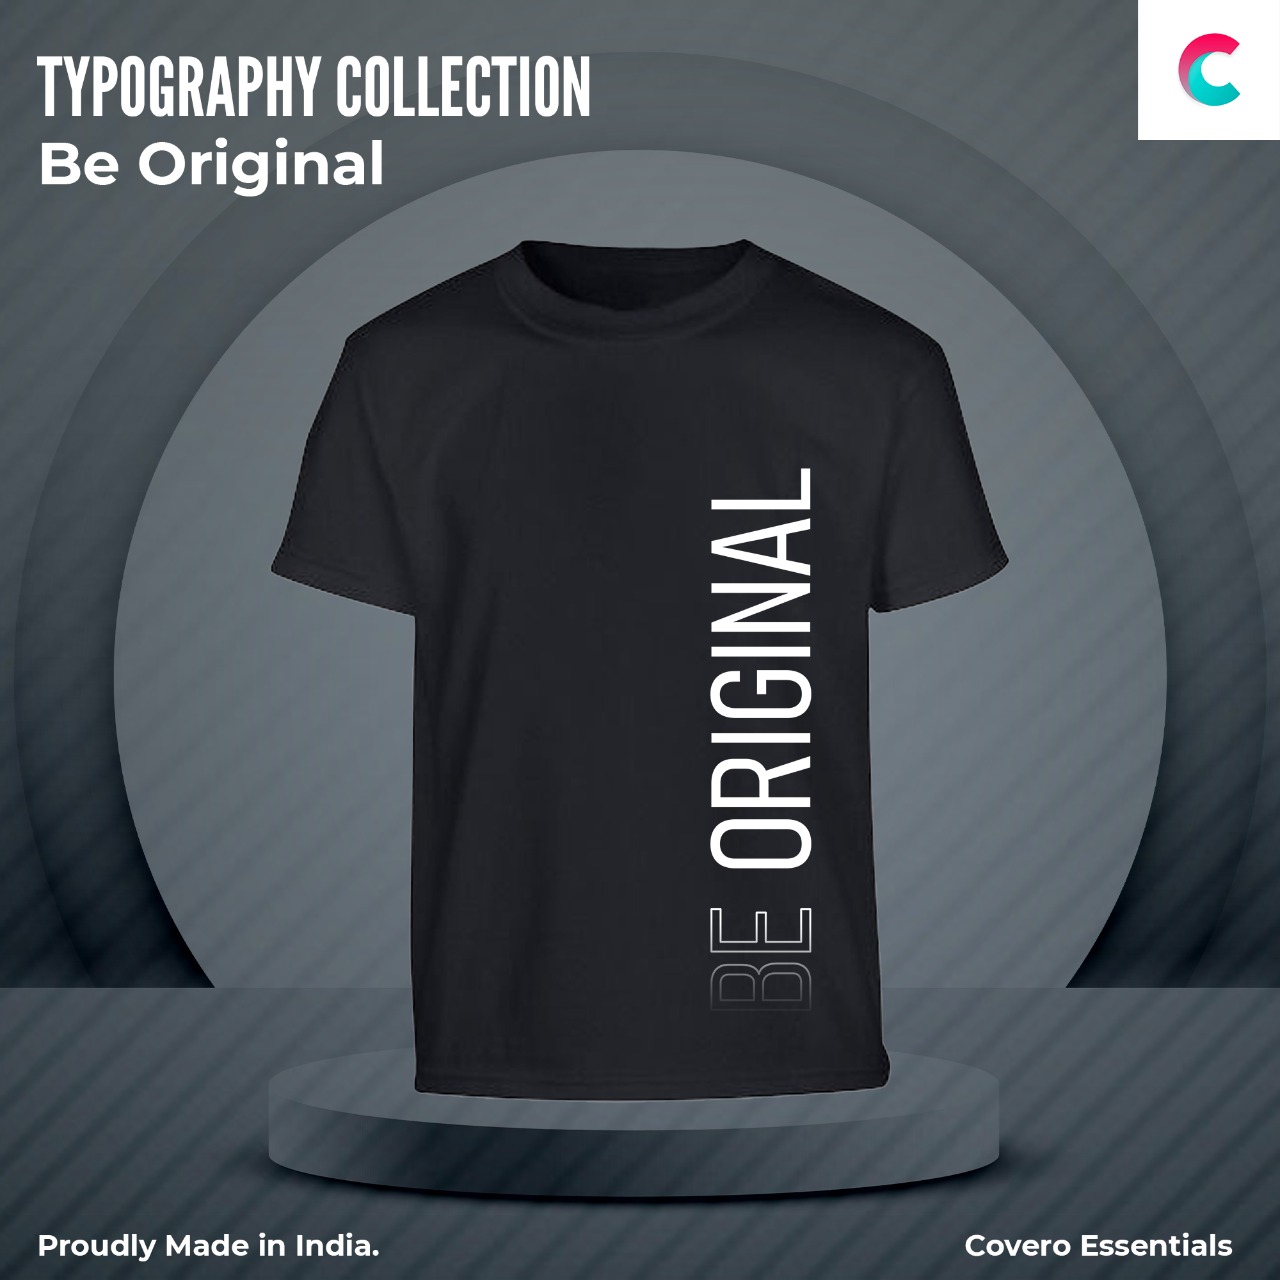 TYPOGRAPHY COLLECTION
Be Original
BE ORIGINAL
Proudly Made in India.
Covero Essentials